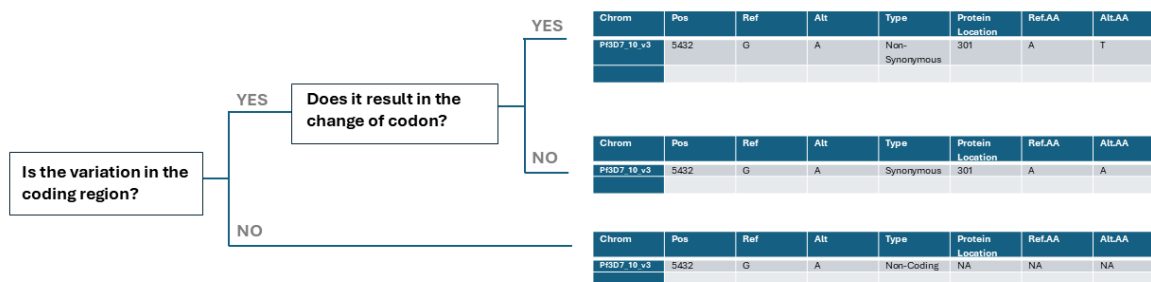 YES
Chrom Pos Ref Alt Type Protein Location Ref.AA Alt.AA
Pf3D7_10_v3 5432 G A Non-Synonymous 301 A T
YES
Does it result in the
change of codon?
NO
Chrom Pos Ref Alt Type Protein Location Ref.AA Alt.AA
Pf3D7_10_v3 5432 G A Synonymous 301 A A
Is the variation in the
coding region?
NO
Chrom Pos Ref Alt Type Protein Location Ref.AA Alt.AA
Pf3D7_10_v3 5432 G A Non-Coding NA NA NA